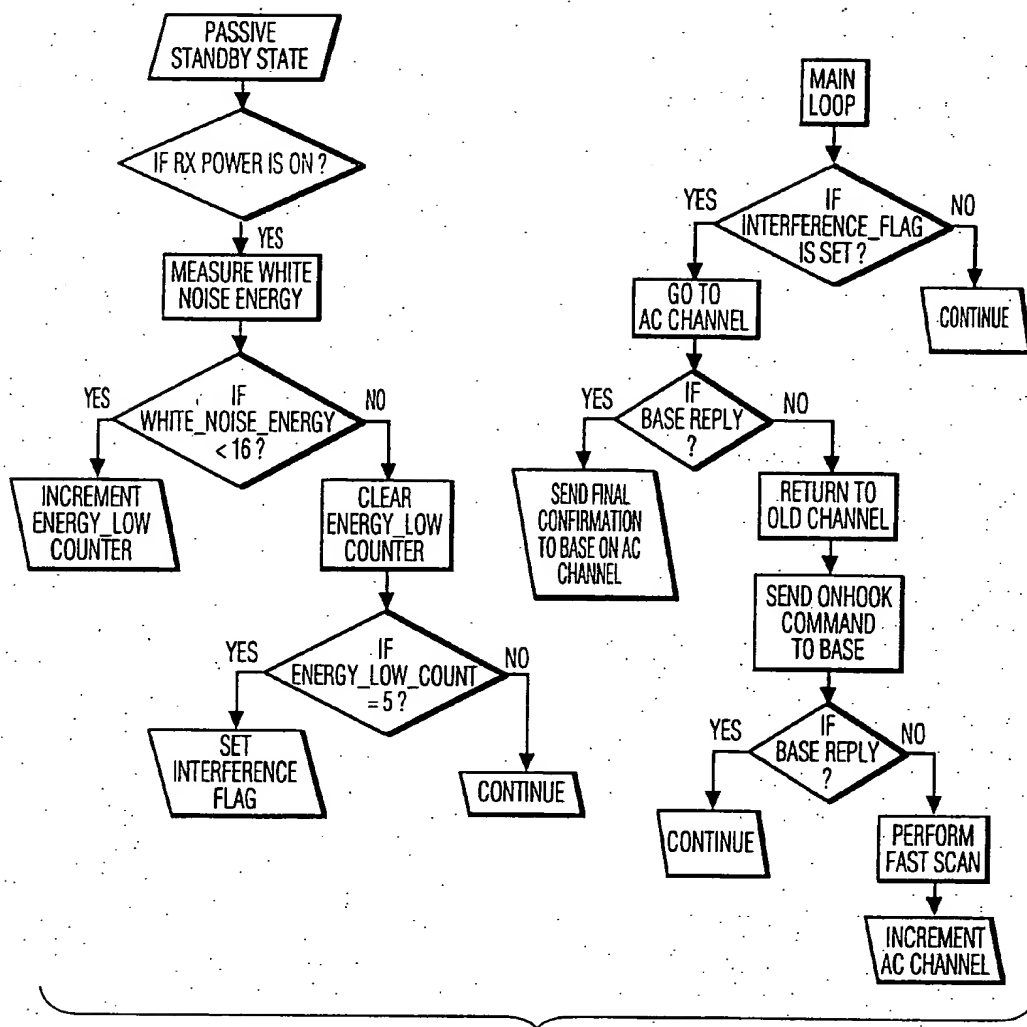 PASSIVE
STANDBY STATE
IF RX POWER IS ON ?
YES
MEASURE WHITE
NOISE ENERGY
YES
IF
WHITE_NOISE_ENERGY
< 16 ?
NO
INCREMENT
ENERGY_LOW
COUNTER
CLEAR
ENERGY_LOW
COUNTER
YES
IF
ENERGY_LOW_COUNT
= 5 ?
NO
SET
INTERFERENCE
FLAG
CONTINUE
MAIN
LOOP
YES
IF
INTERFERENCE_FLAG
IS SET ?
NO
GO TO
AC CHANNEL
CONTINUE
YES
IF
BASE REPLY
?
NO
SEND FINAL
CONFIRMATION
TO BASE ON AC
CHANNEL
RETURN TO
OLD CHANNEL
SEND ONHOOK
COMMAND
TO BASE
YES
IF
BASE REPLY
?
NO
CONTINUE
PERFORM
FAST SCAN
INCREMENT
AC CHANNEL